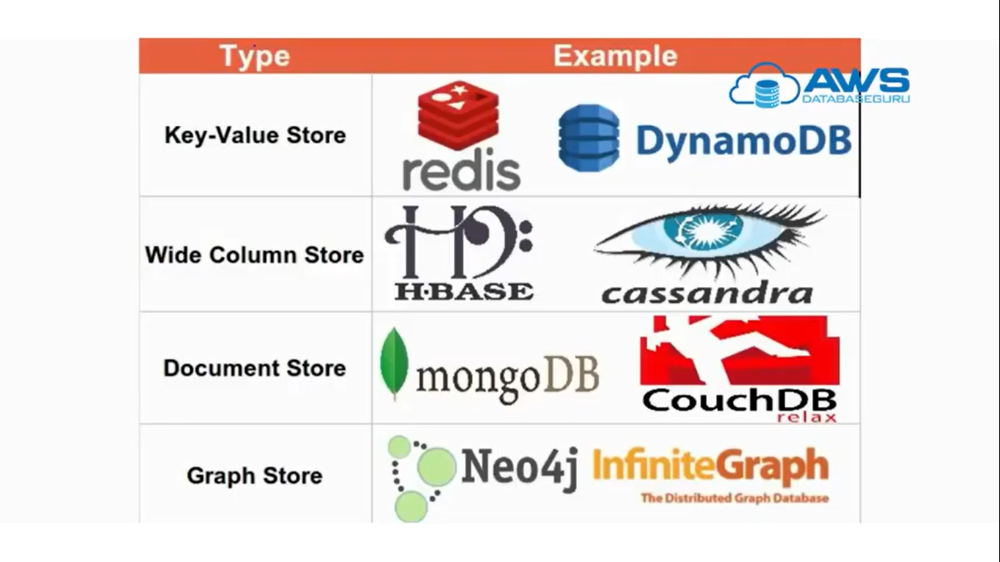 Type Example
AWS
DATABASEGURU
Key-Value Store
redis
DynamoDB
Wide Column Store
H·BASE
cassandra
Document Store
mongoDB
CouchDB
relax
Graph Store
Neo4j
InfiniteGraph
The Distributed Graph Database